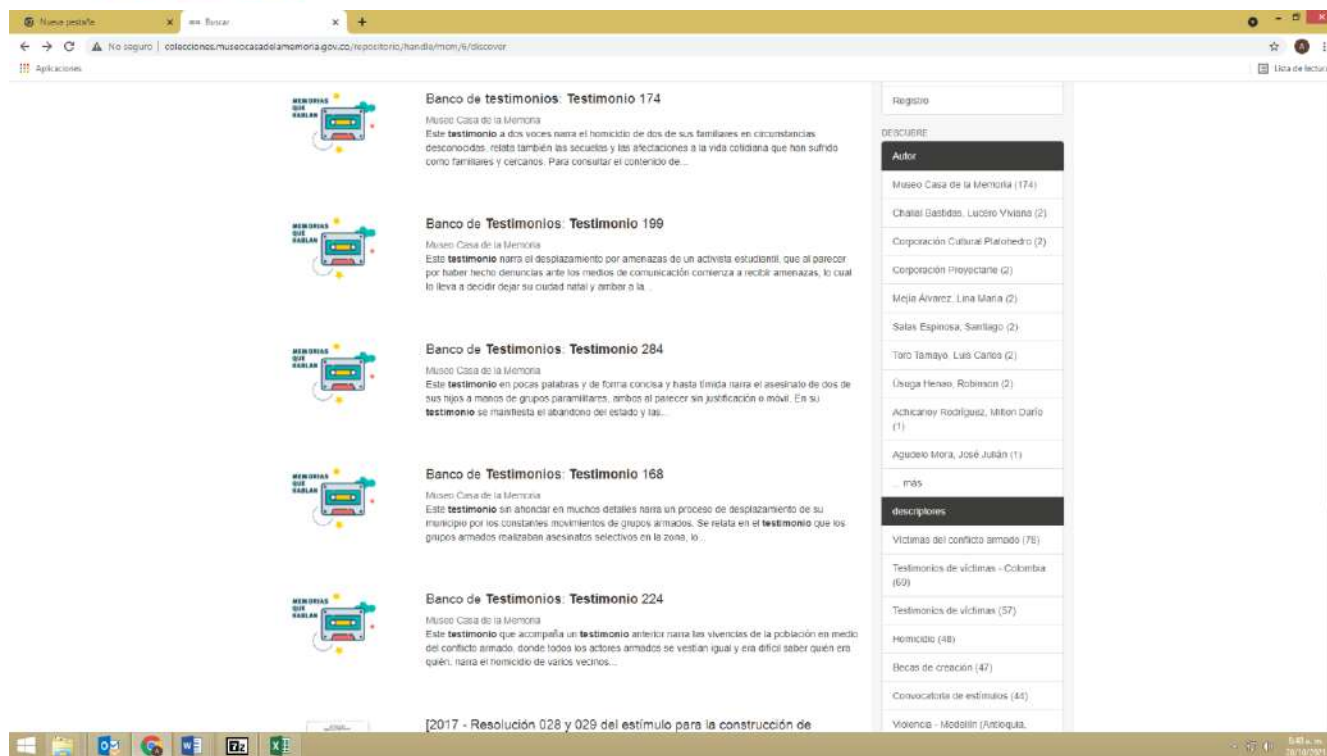 Nueva pestaña
Buscar
No seguro | colecciones.museocasadelamemoria.gov.co/repositorio/handle/mcm/6/discover
Aplicaciones
Lista de lectura
MEMORIAS
QUE
HABLAN
Banco de testimonios: Testimonio 174
Museo Casa de la Memoria
Este testimonio a dos voces narra el homicidio de dos de sus familiares en circunstancias
desconocidas, relata también las secuelas y las afectaciones a la vida cotidiana que han sufrido
como familiares y cercanos. Para consultar el contenido de...
MEMORIAS
QUE
HABLAN
Banco de Testimonios: Testimonio 199
Museo Casa de la Memoria
Este testimonio narra el desplazamiento por amenazas de un activista estudiantil, que al parecer
por haber hecho denuncias ante los medios de comunicación comienza a recibir amenazas, lo cual
lo lleva a decidir dejar su ciudad natal y arribar a la...
MEMORIAS
QUE
HABLAN
Banco de Testimonios: Testimonio 284
Museo Casa de la Memoria
Este testimonio en pocas palabras y de forma concisa y hasta tímida narra el asesinato de dos de
sus hijos a manos de grupos paramilitares, ambos al parecer sin justificación o móvil. En su
testimonio se manifiesta el abandono del estado y las...
MEMORIAS
QUE
HABLAN
Banco de Testimonios: Testimonio 168
Museo Casa de la Memoria
Este testimonio sin ahondar en muchos detalles narra un proceso de desplazamiento de su
municipio por los constantes movimientos de grupos armados. Se relata en el testimonio que los
grupos armados realizaban asesinatos selectivos en la zona, lo...
MEMORIAS
QUE
HABLAN
Banco de Testimonios: Testimonio 224
Museo Casa de la Memoria
Este testimonio que acompaña un testimonio anterior narra las vivencias de la población en medio
del conflicto armado, donde todos los actores armados se vestían igual y era difícil saber quién era
quién, narra el homicidio de varios vecinos...
[2017 - Resolución 028 y 029 del estímulo para la construcción de
Registro
DESCUBRE
Autor
Museo Casa de la Memoria (174)
Bastidas, Lucero Viviana (2)
Corporación Cultural Platohedro (2)
Corporación Proyectarte (2)
Mejía Álvarez, Lina María (2)
Salas Espinosa, Santiago (2)
Toro Tamayo, Luis Carlos (2)
Úsuga Henao, Robinson (2)
Achicanoy Rodríguez, Milton Darío
(1)
Agudelo Mora, José Julián (1)
... más
descriptores
Víctimas del conflicto armado (78)
Testimonios de víctimas - Colombia
(60)
Testimonios de víctimas (57)
Homicidio (48)
Becas de creación (47)
Convocatoria de estímulos (44)
Violencia - Medellín (Antioquia,